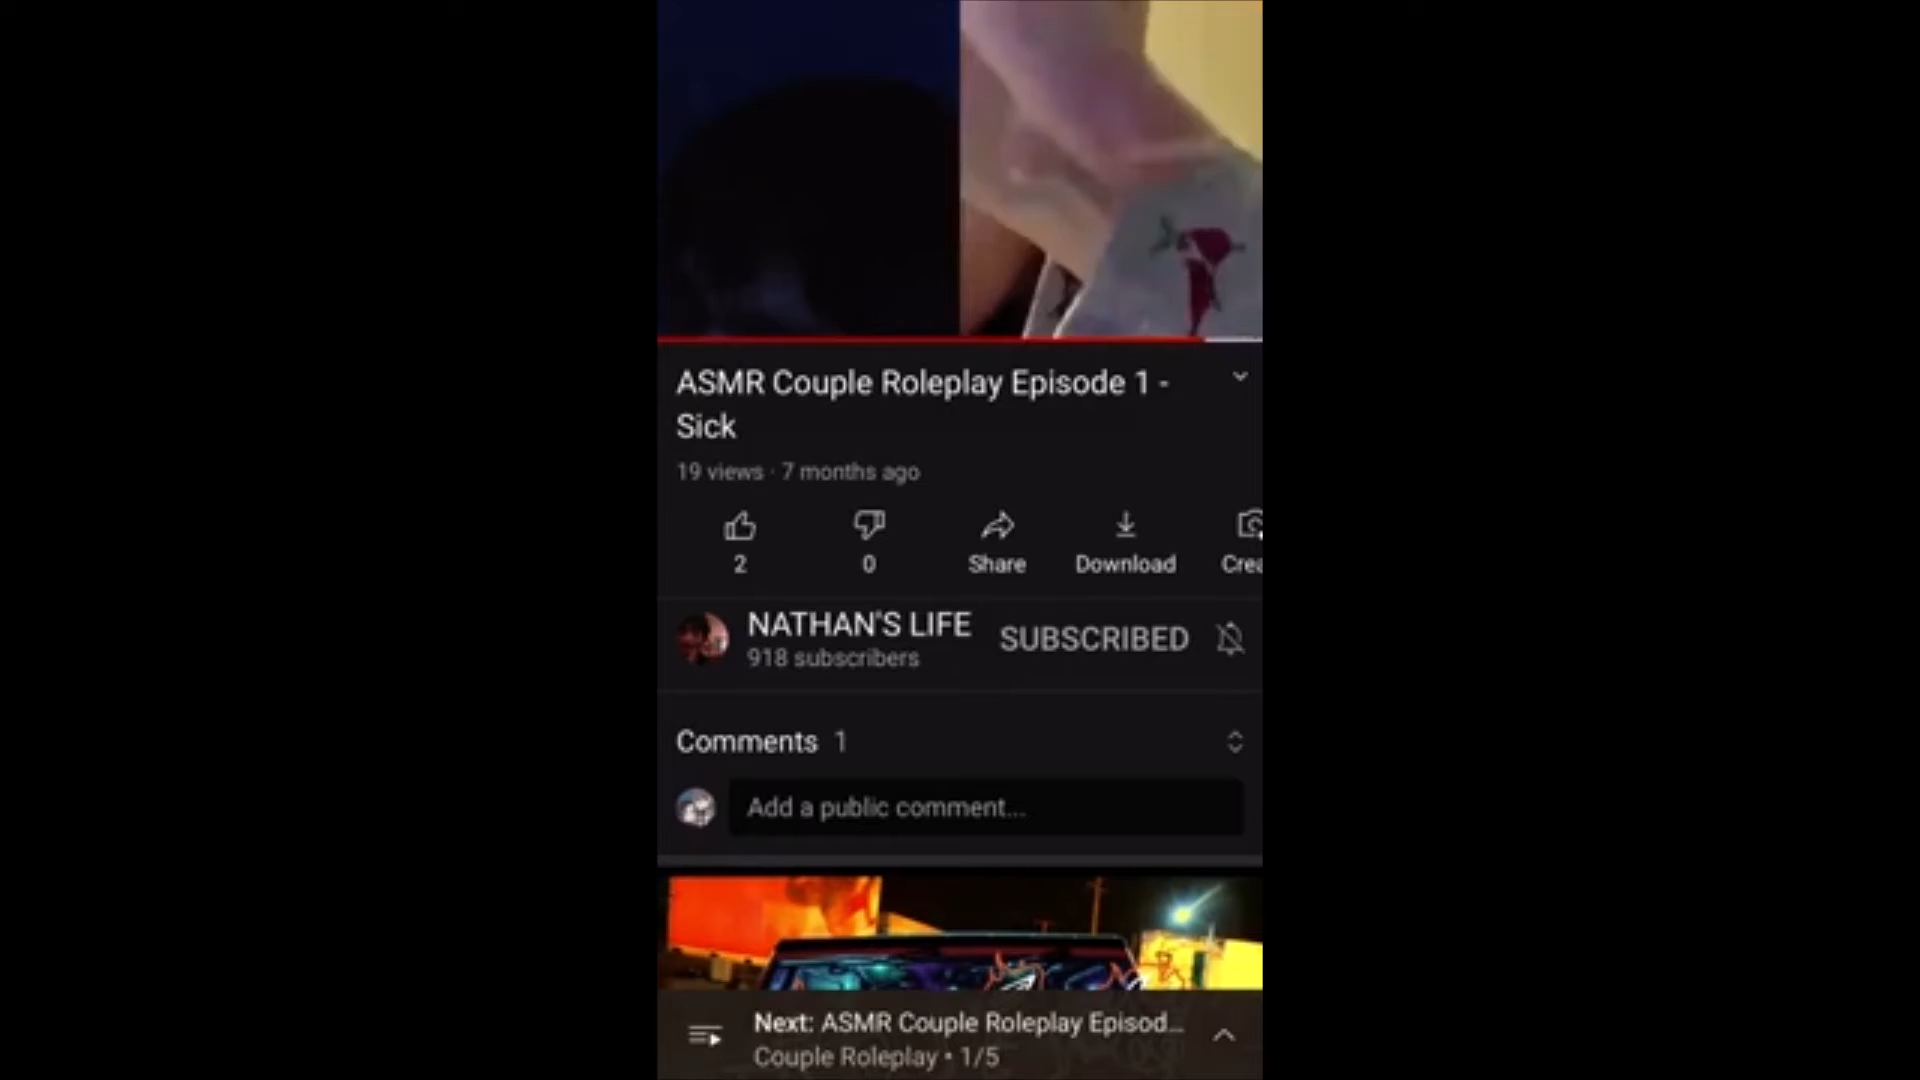 ASMR Couple Roleplay Episode 1 -
Sick
19 views · 7 months ago
2
0
Share
Download
Crea
NATHAN'S LIFE
918 subscribers
SUBSCRIBED
Comments 1
Add a public comment...
Next: ASMR Couple Roleplay Episod...
Couple Roleplay • 1/5